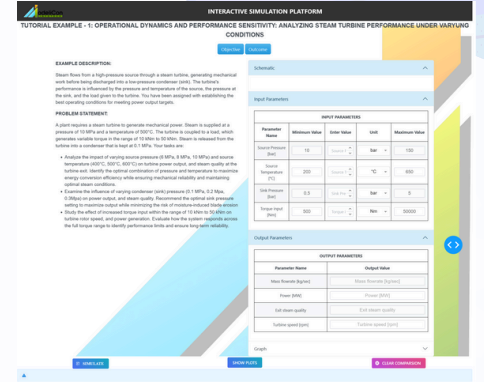 INTERACTIVE SIMULATION PLATFORM
TUTORIAL EXAMPLE - 1: OPERATIONAL DYNAMICS AND PERFORMANCE SENSITIVITY: ANALYZING STEAM TURBINE PERFORMANCE UNDER VARYUNG
CONDITIONS
Objective
Outcome
EXAMPLE DESCRIPTION:
Steam flows from a high-pressure source through a steam turbine, generating mechanical
work before being discharged into a low-pressure condenser (sink). The turbine's
performance is influenced by the pressure and temperature of the source, the pressure at
the sink, and the load given to the turbine. You have been assigned with establishing the
best operating conditions for meeting power output targets.
PROBLEM STATEMENT:
A plant requires a steam turbine to generate mechanical power. Steam is supplied at a
pressure of 10 MPa and a temperature of 500°C. The turbine is coupled to a load, which
generates variable torque in the range of 10 kNm to 50 kNm. Steam is released from the turbine
into a condenser that is kept at 0.1 MPa. Your tasks are:
• Analyze the impact of varying source pressure (6 MPa, 8 MPa, 10 MPa) and source
temperature (400°C, 500°C, 600°C) on turbine power output, and steam quality at the
turbine exit. Identify the optimal combination of pressure and temperature to maximize
energy conversion efficiency while ensuring mechanical reliability and maintaining
optimal steam conditions.
• Examine the influence of varying condenser (sink) pressure (0.1 MPa, 0.2 Mpa,
0.3Mpa) on power output, and steam quality. Recommend the optimal sink pressure
setting to maximize output while minimizing the risk of moisture-induced blade erosion
• Study the effect of increased torque input within the range of 10 kNm to 50 kNm on
turbine rotor speed, and power generation. Evaluate how the system responds across
the full torque range to identify performance limits and ensure long-term reliability.
Schematic
Input Parameters
INPUT PARAMETERS
Parameter Name Minimum Value Enter Value Unit Maximum Value
Source Pressure [bar] 10 bar 150
Source Temperature [°C] 200 °C 600
Sink Pressure [bar] 0.5 bar 5
Torque Input [Nm] 500 Nm 50000
Output Parameters
OUTPUT PARAMETERS
Parameter Name Output Value
Mass flowrate [kg/sec] Mass flowrate [kg/sec]
Power [MW] Power [MW]
Exit steam quality Exit steam quality
Turbine speed [rpm] Turbine speed [rpm]
Graph
SIMULATE
SHOW PLOTS
CLEAR COMPARISON